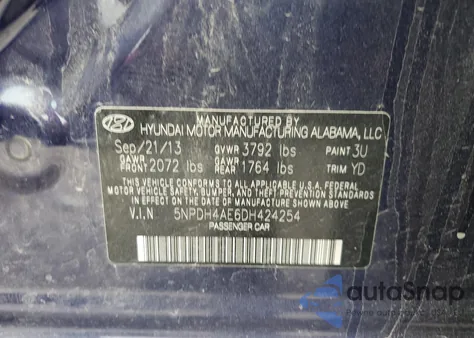 MANUFACTURED BY
HYUNDAI MOTOR MANUFACTURING ALABAMA, LLC
Sep/21/13 GVWR 3792 lbs PAINT 3U
GAWR FRONT 2072 lbs GAWR REAR 1764 lbs TRIM YD
THIS VEHICLE CONFORMS TO ALL APPLICABLE FEDERAL
MOTOR VEHICLE SAFETY AND THEFT PREVENTION STANDARDS
IN EFFECT ON THE DATE OF MANUFACTURE SHOWN ABOVE.
V.I.N 5NPDH4AE6DH424254
PASSENGER CAR
autoSnap